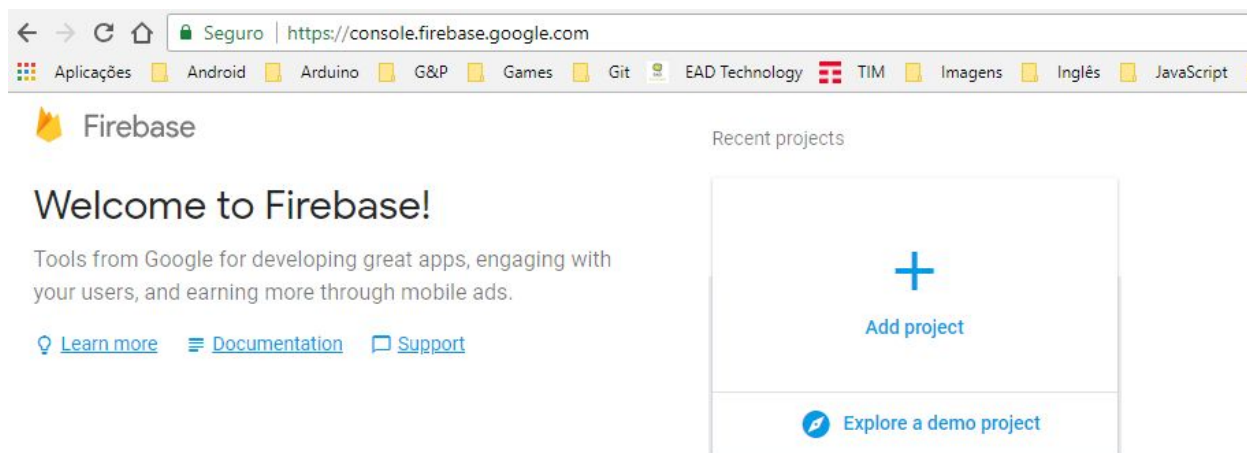 Seguro | https://console.firebase.google.com
Aplicações Android Arduino G&P Games Git EAD Technology TIM Imagens Inglês JavaScript
Firebase
Welcome to Firebase!
Tools from Google for developing great apps, engaging with
your users, and earning more through mobile ads.
Learn more Documentation Support
Recent projects
Add project
Explore a demo project